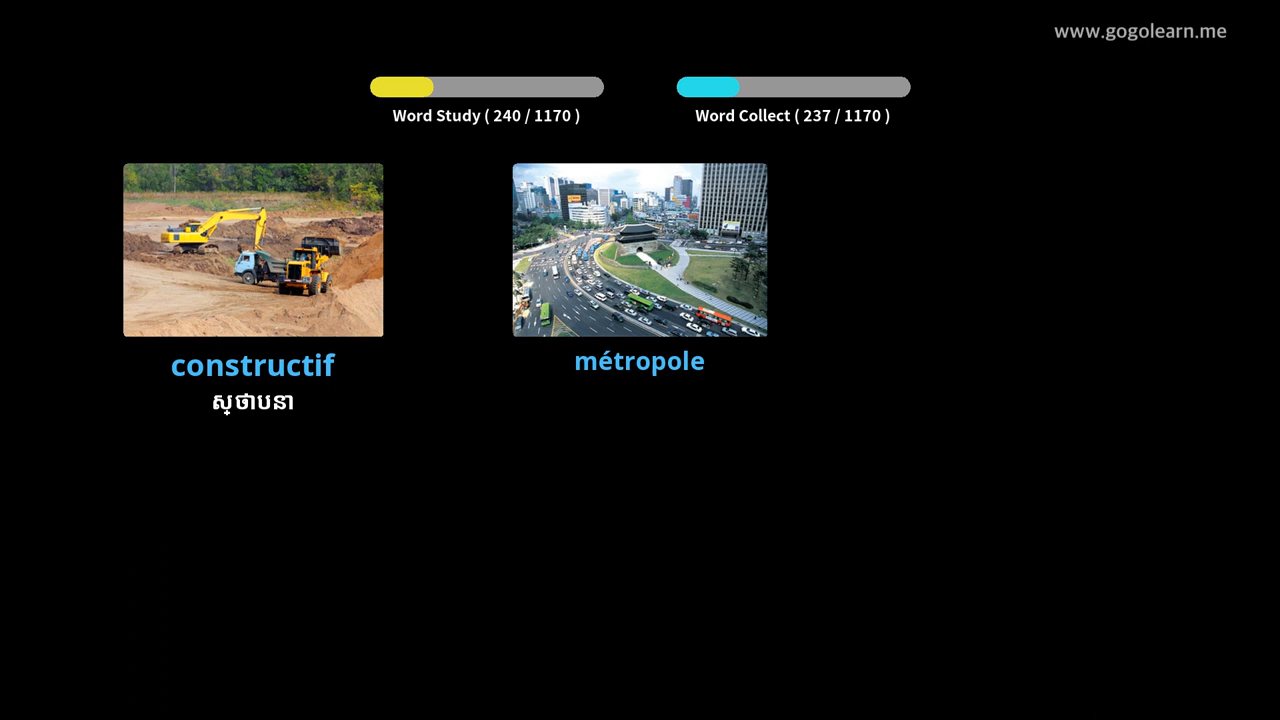 www.gogolearn.me
Word Study ( 240 / 1170 )
Word Collect ( 237 / 1170 )
constructif
ស្ថាបនា
métropole